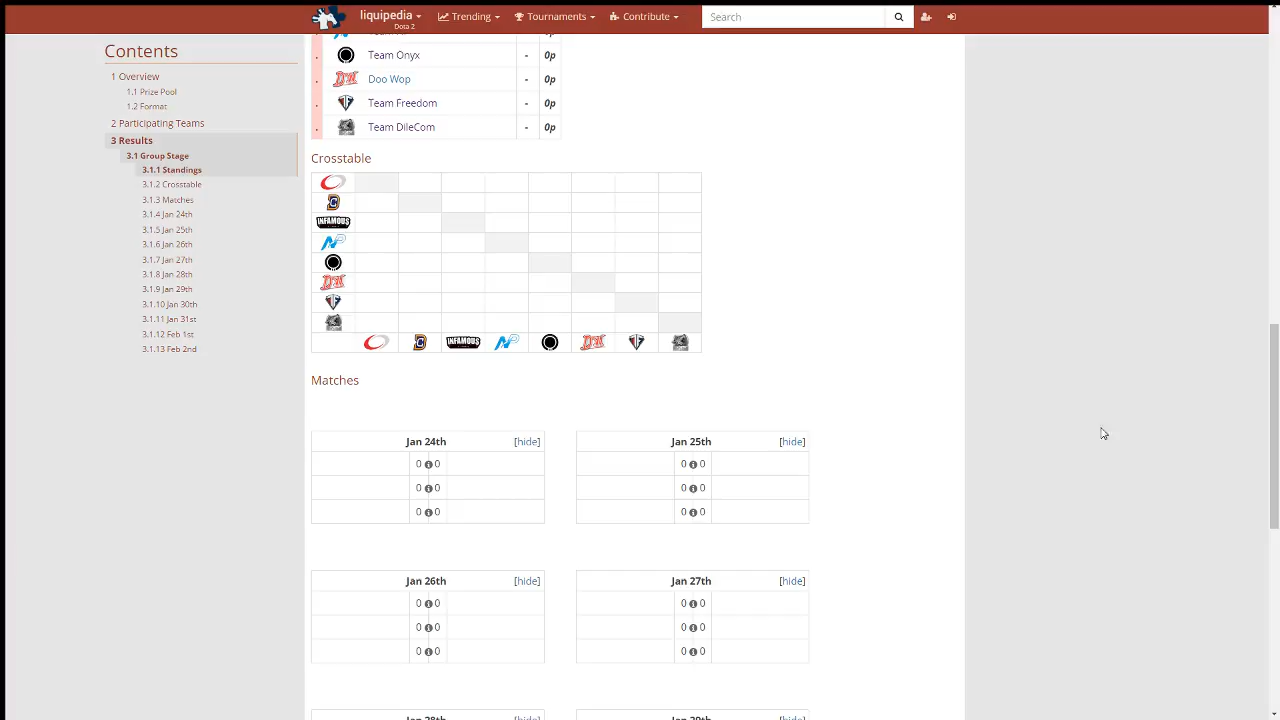 liquipedia
Dota 2
Trending
Tournaments
Contribute
Search
Contents
1 Overview
1.1 Prize Pool
1.2 Format
2 Participating Teams
3 Results
3.1 Group Stage
3.1.1 Standings
3.1.2 Crosstable
3.1.3 Matches
3.1.4 Jan 24th
3.1.5 Jan 25th
3.1.6 Jan 26th
3.1.7 Jan 27th
3.1.8 Jan 28th
3.1.9 Jan 29th
3.1.10 Jan 30th
3.1.11 Jan 31st
3.1.12 Feb 1st
3.1.13 Feb 2nd
. Team Onyx - 0p
. Doo Wop - 0p
. Team Freedom - 0p
. Team DileCom - 0p
Crosstable
INFAMOUS
NP
DW
INFAMOUS
NP
DW
Matches
Jan 24th [hide]
0 0
0 0
0 0
Jan 25th [hide]
0 0
0 0
0 0
Jan 26th [hide]
0 0
0 0
0 0
Jan 27th [hide]
0 0
0 0
0 0